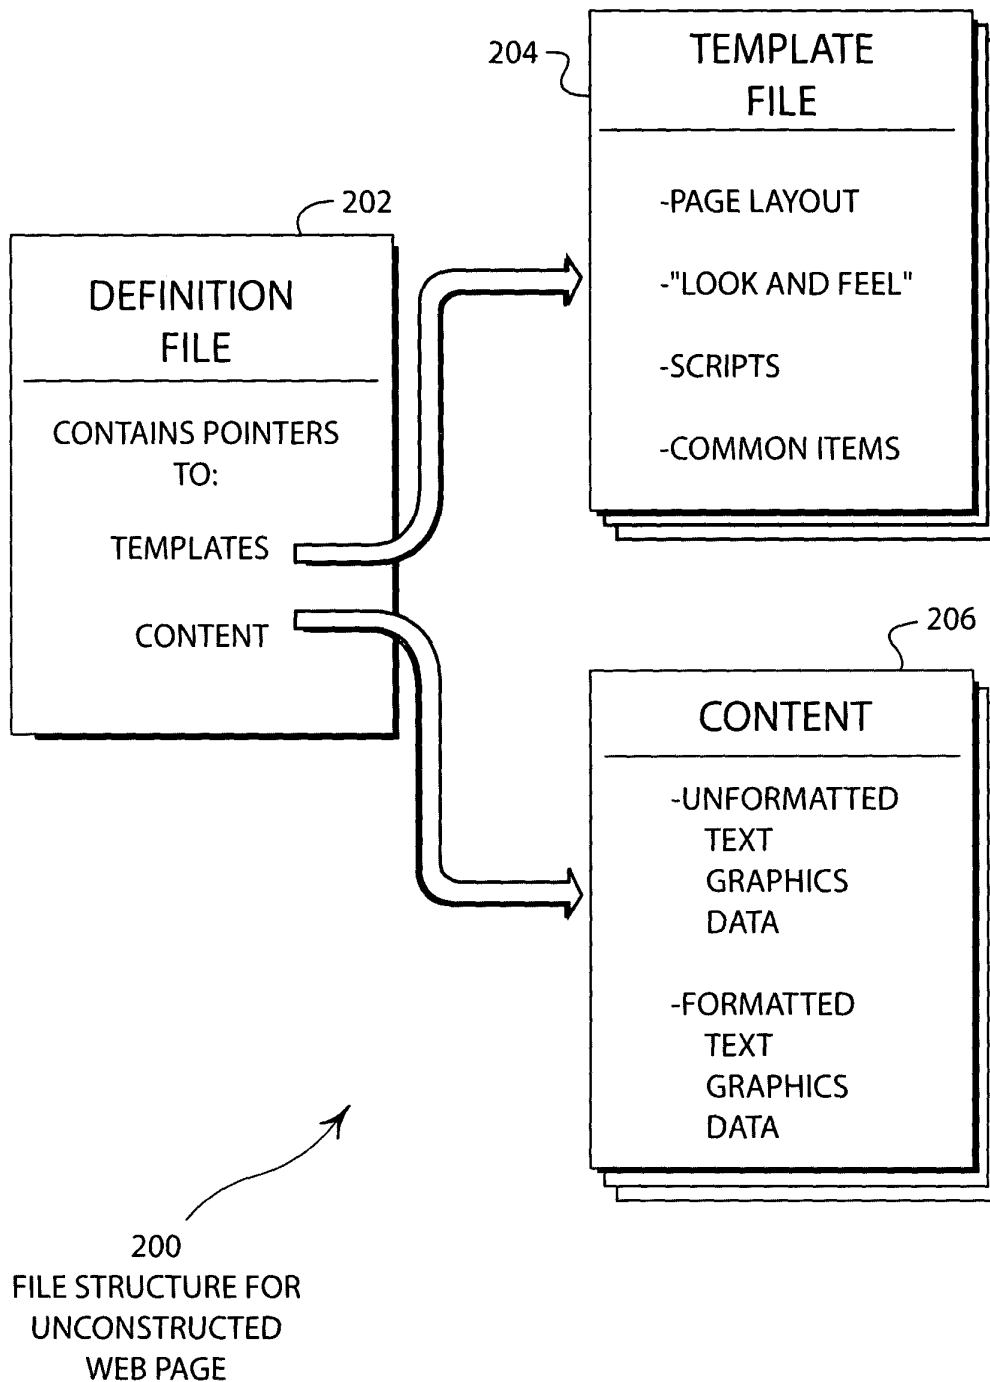 204
TEMPLATE
FILE
-PAGE LAYOUT
-"LOOK AND FEEL"
-SCRIPTS
-COMMON ITEMS
202
DEFINITION
FILE
CONTAINS POINTERS
TO:
TEMPLATES
CONTENT
206
CONTENT
-UNFORMATTED
TEXT
GRAPHICS
DATA
-FORMATTED
TEXT
GRAPHICS
DATA
200
FILE STRUCTURE FOR
UNCONSTRUCTED
WEB PAGE